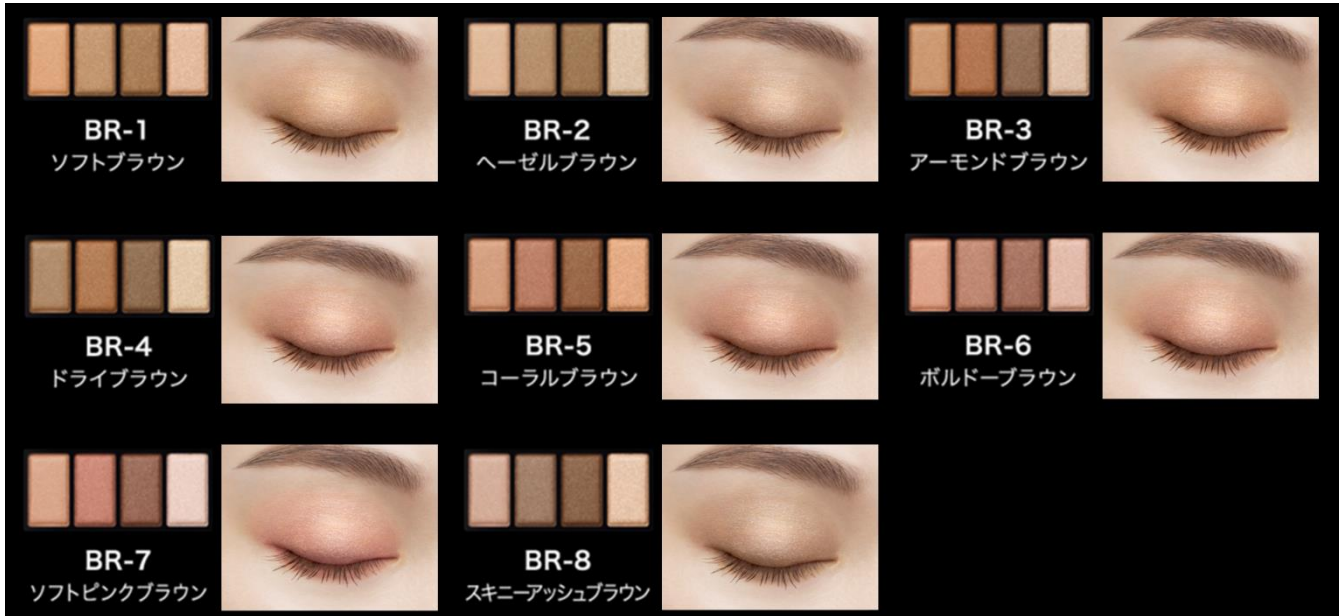 BR-1
ソフトブラウン
BR-2
ヘーゼルブラウン
BR-3
アーモンドブラウン
BR-4
ドライブラウン
BR-5
コーラルブラウン
BR-6
ボルドーブラウン
BR-7
ソフトピンクブラウン
BR-8
スキニーアッシュブラウン